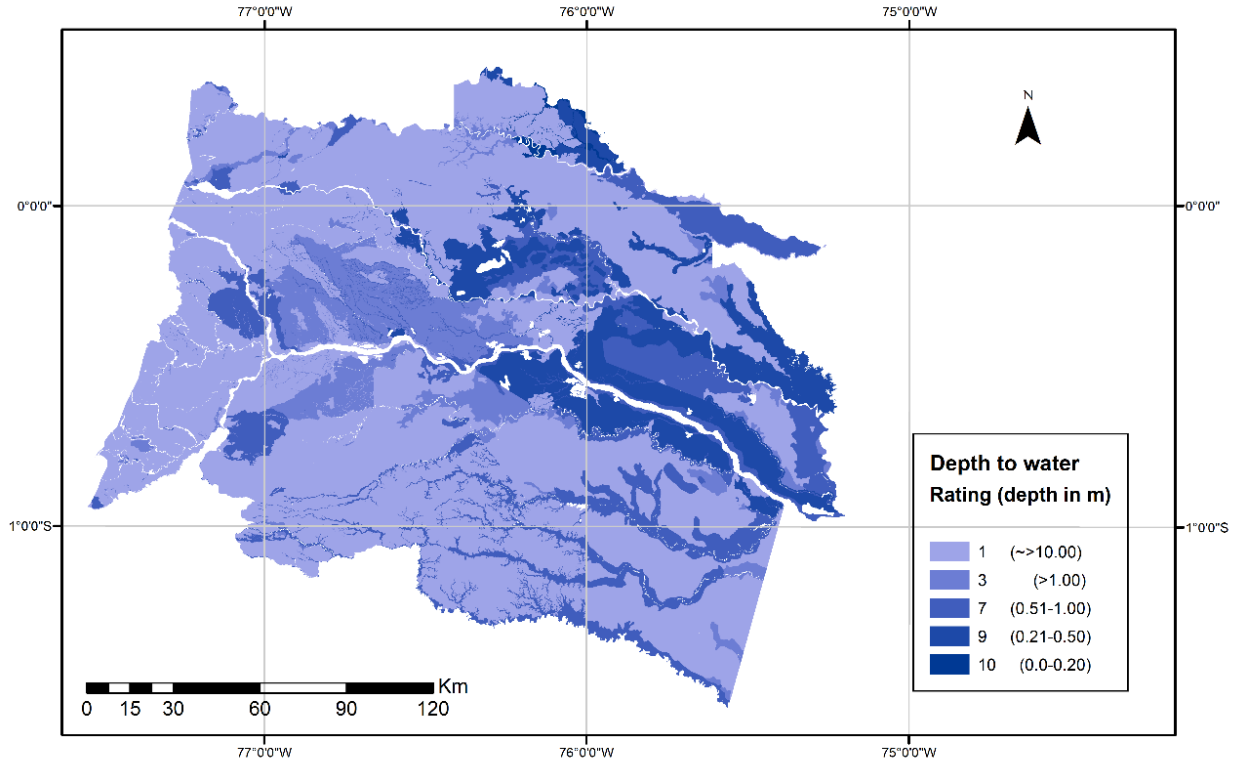 77°0'0"W 76°0'0"W 75°0'0"W
N
0°0'0" 0°0'0"
Depth to water
Rating (depth in m)
1°0'0"S 1°0'0"S
1 (~>10.00)
3 (>1.00)
7 (0.51-1.00)
9 (0.21-0.50)
10 (0.0-0.20)
Km
0 15 30 60 90 120
77°0'0"W 76°0'0"W 75°0'0"W